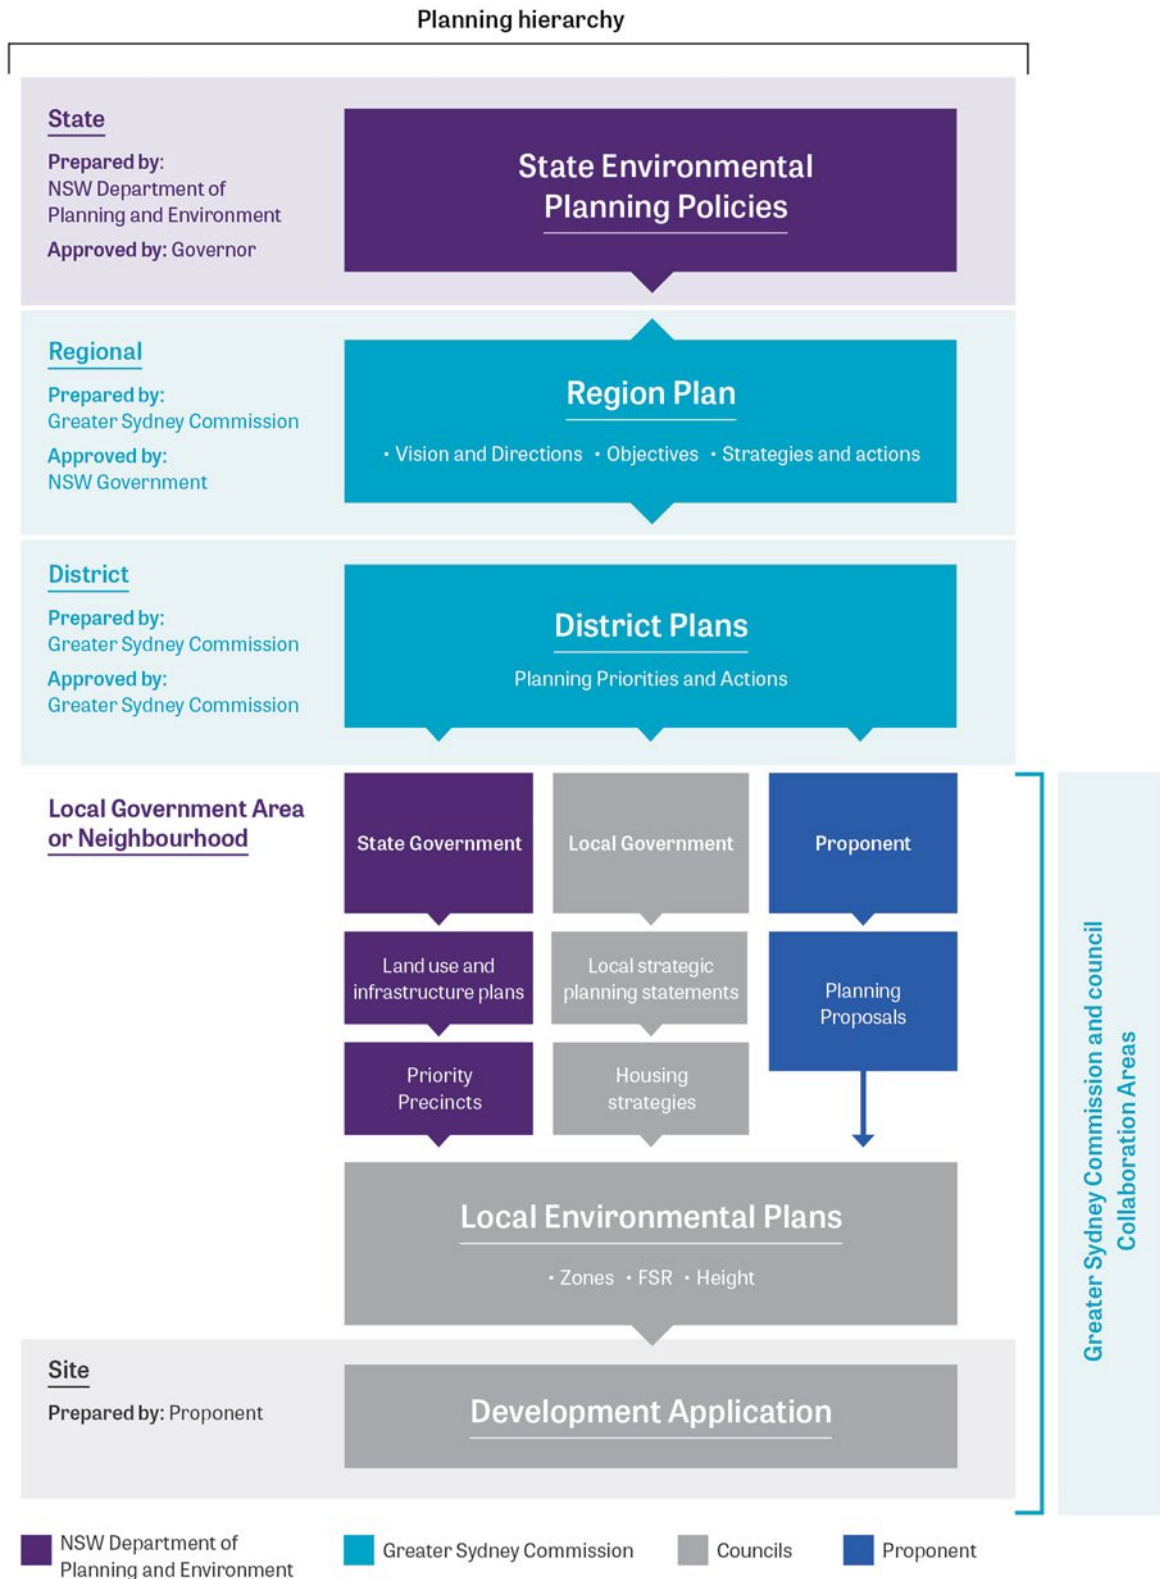 Planning hierarchy
State
Prepared by:
NSW Department of
Planning and Environment
Approved by: Governor
State Environmental
Planning Policies
Regional
Prepared by:
Greater Sydney Commission
Approved by:
NSW Government
Region Plan
• Vision and Directions • Objectives • Strategies and actions
District
Prepared by:
Greater Sydney Commission
Approved by:
Greater Sydney Commission
District Plans
Planning Priorities and Actions
Local Government Area
or Neighbourhood
State Government
Local Government
Proponent
Land use and
infrastructure plans
Local strategic
planning statements
Planning
Proposals
Priority
Precincts
Housing
strategies
Local Environmental Plans
• Zones • FSR • Height
Greater Sydney Commission and council
Collaboration Areas
Site
Prepared by: Proponent
Development Application
NSW Department of
Planning and Environment
Greater Sydney Commission
Councils
Proponent